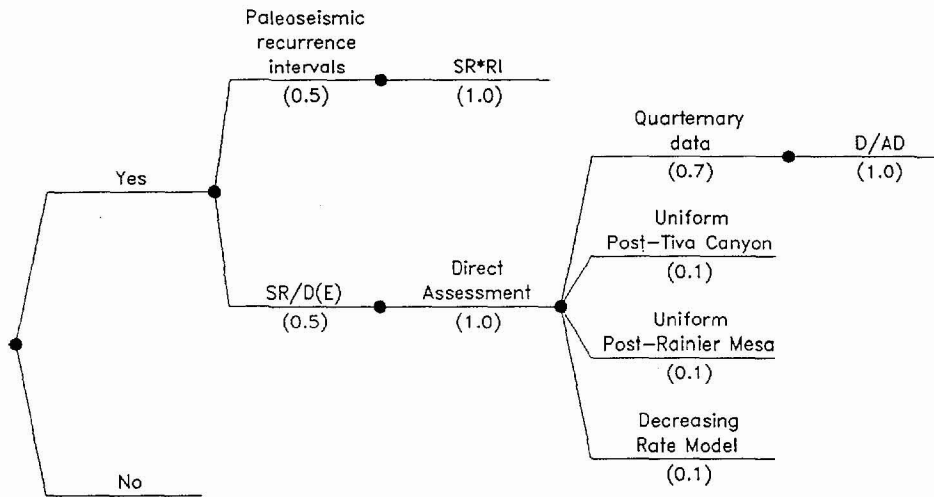 Paleoseismic
recurrence
intervals
(0.5)
SR*RI
(1.0)
Quarternary
data
(0.7)
D/AD
(1.0)
Yes
Uniform
Post-Tiva Canyon
(0.1)
SR/D(E)
(0.5)
Direct
Assessment
(1.0)
Uniform
Post-Rainier Mesa
(0.1)
Decreasing
Rate Model
(0.1)
No